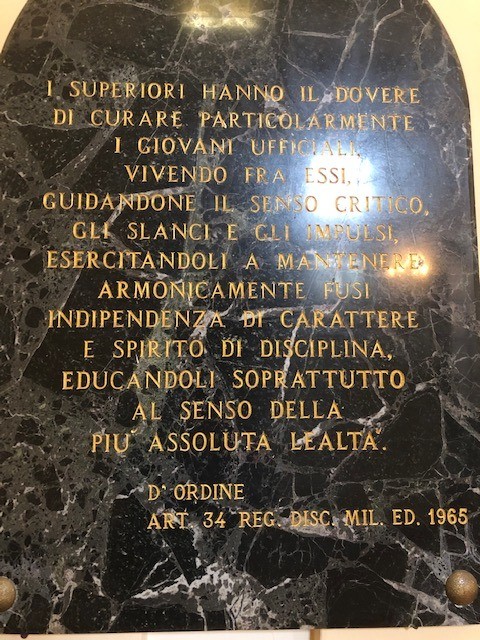 I SUPERIORI HANNO IL DOVERE
DI CURARE PARTICOLARMENTE
I GIOVANI UFFICIALI,
VIVENDO FRA ESSI,
GUIDANDONE IL SENSO CRITICO,
GLI SLANCI E GLI IMPULSI,
ESERCITANDOLI A MANTENERE
ARMONICAMENTE FUSI
INDIPENDENZA DI CARATTERE
E SPIRITO DI DISCIPLINA,
EDUCANDOLI SOPRATTUTTO
AL SENSO DELLA
PIU' ASSOLUTA LEALTA'.
D'ORDINE
ART. 34 REG. DISC. MIL. ED. 1965